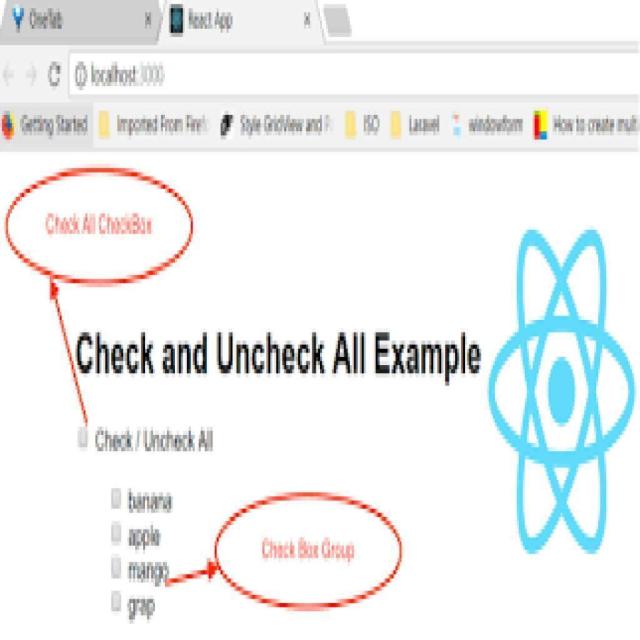 OneTab
React App
localhost:3000
Getting Started Imported From Firef Style GridView and P ISO Laravel windowform How to create mult
Check All CheckBox
Check and Uncheck All Example
Check / Uncheck All
banana
apple
mango
Check Box Group
grap